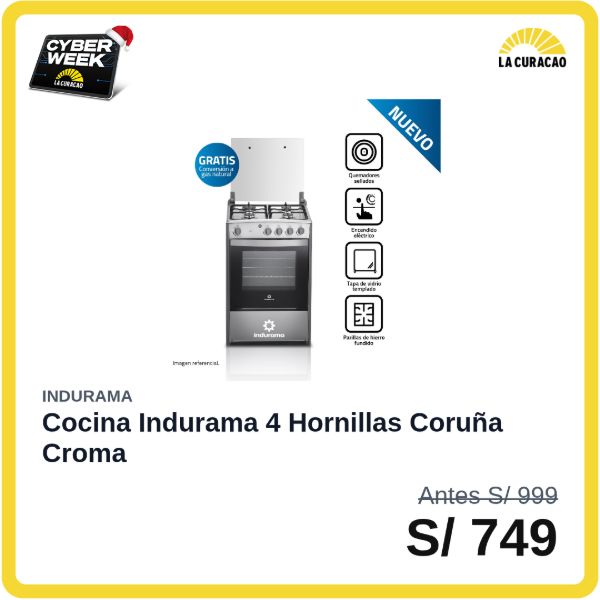 CYBER
WEEK
LA CURACAO
LA CURACAO
NUEVO
GRATIS
Conversión a
gas natural
Quemadores
sellados
Encendido
eléctrico
Tapa de vidrio
templado
Parillas de hierro
fundido
indurama
Imagen referencial.
INDURAMA
Cocina Indurama 4 Hornillas Coruña
Croma
Antes S/ 999
S/ 749